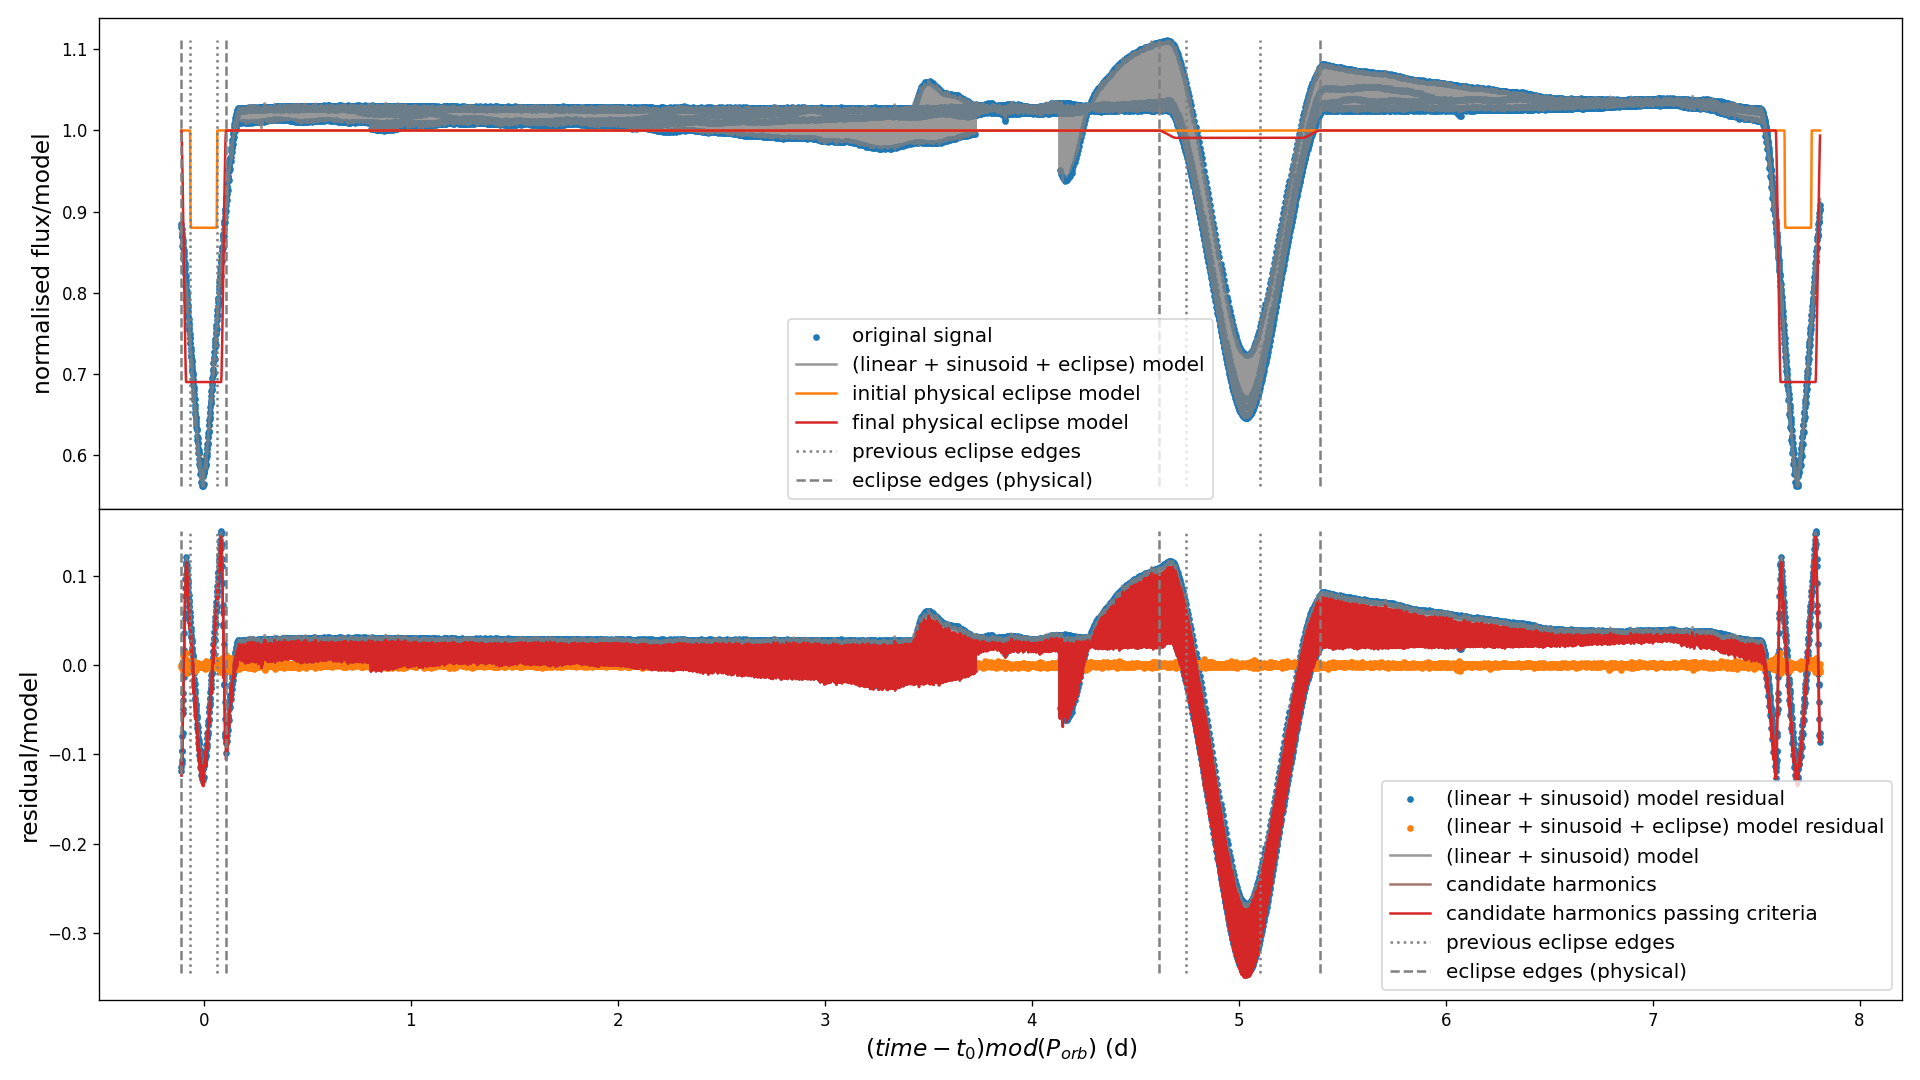 normalised flux/model
1.1
1.0
0.9
0.8
0.7
0.6
original signal
(linear + sinusoid + eclipse) model
initial physical eclipse model
final physical eclipse model
previous eclipse edges
eclipse edges (physical)
residual/model
0.1
0.0
−0.1
−0.2
−0.3
(linear + sinusoid) model residual
(linear + sinusoid + eclipse) model residual
(linear + sinusoid) model
candidate harmonics
candidate harmonics passing criteria
previous eclipse edges
eclipse edges (physical)
0 1 2 3 4 5 6 7 8
(time − t₀)mod(P_orb) (d)